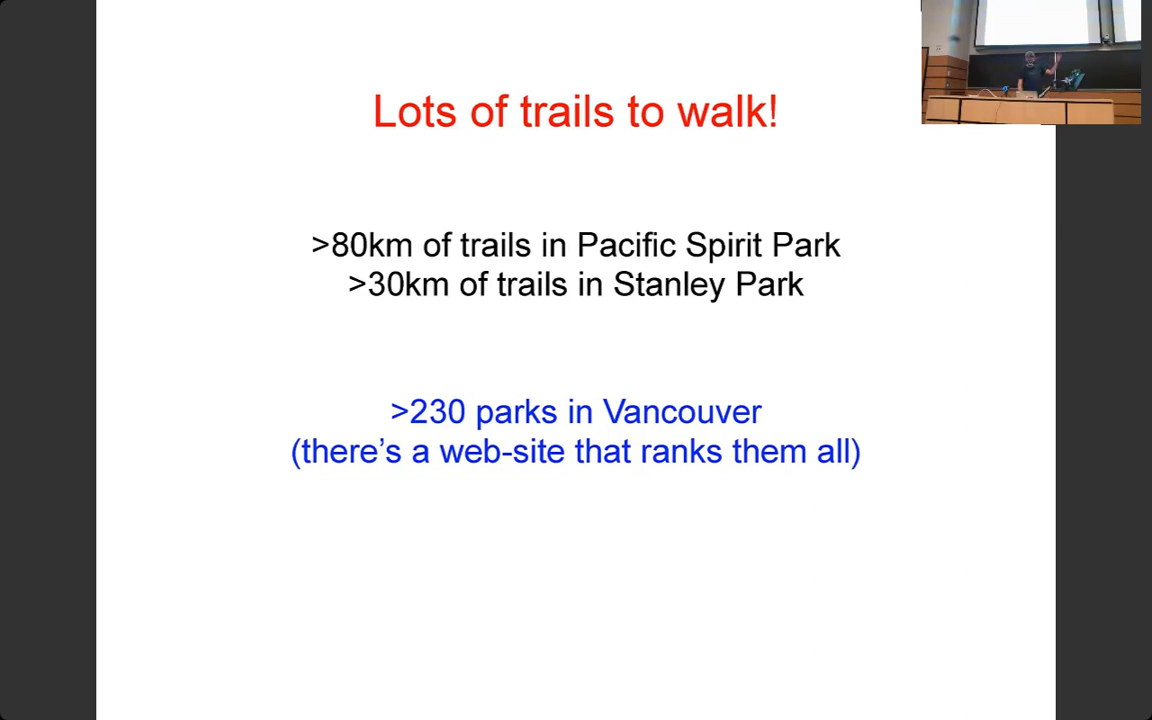 Lots of trails to walk!
>80km of trails in Pacific Spirit Park
>30km of trails in Stanley Park
>230 parks in Vancouver
(there’s a web-site that ranks them all)